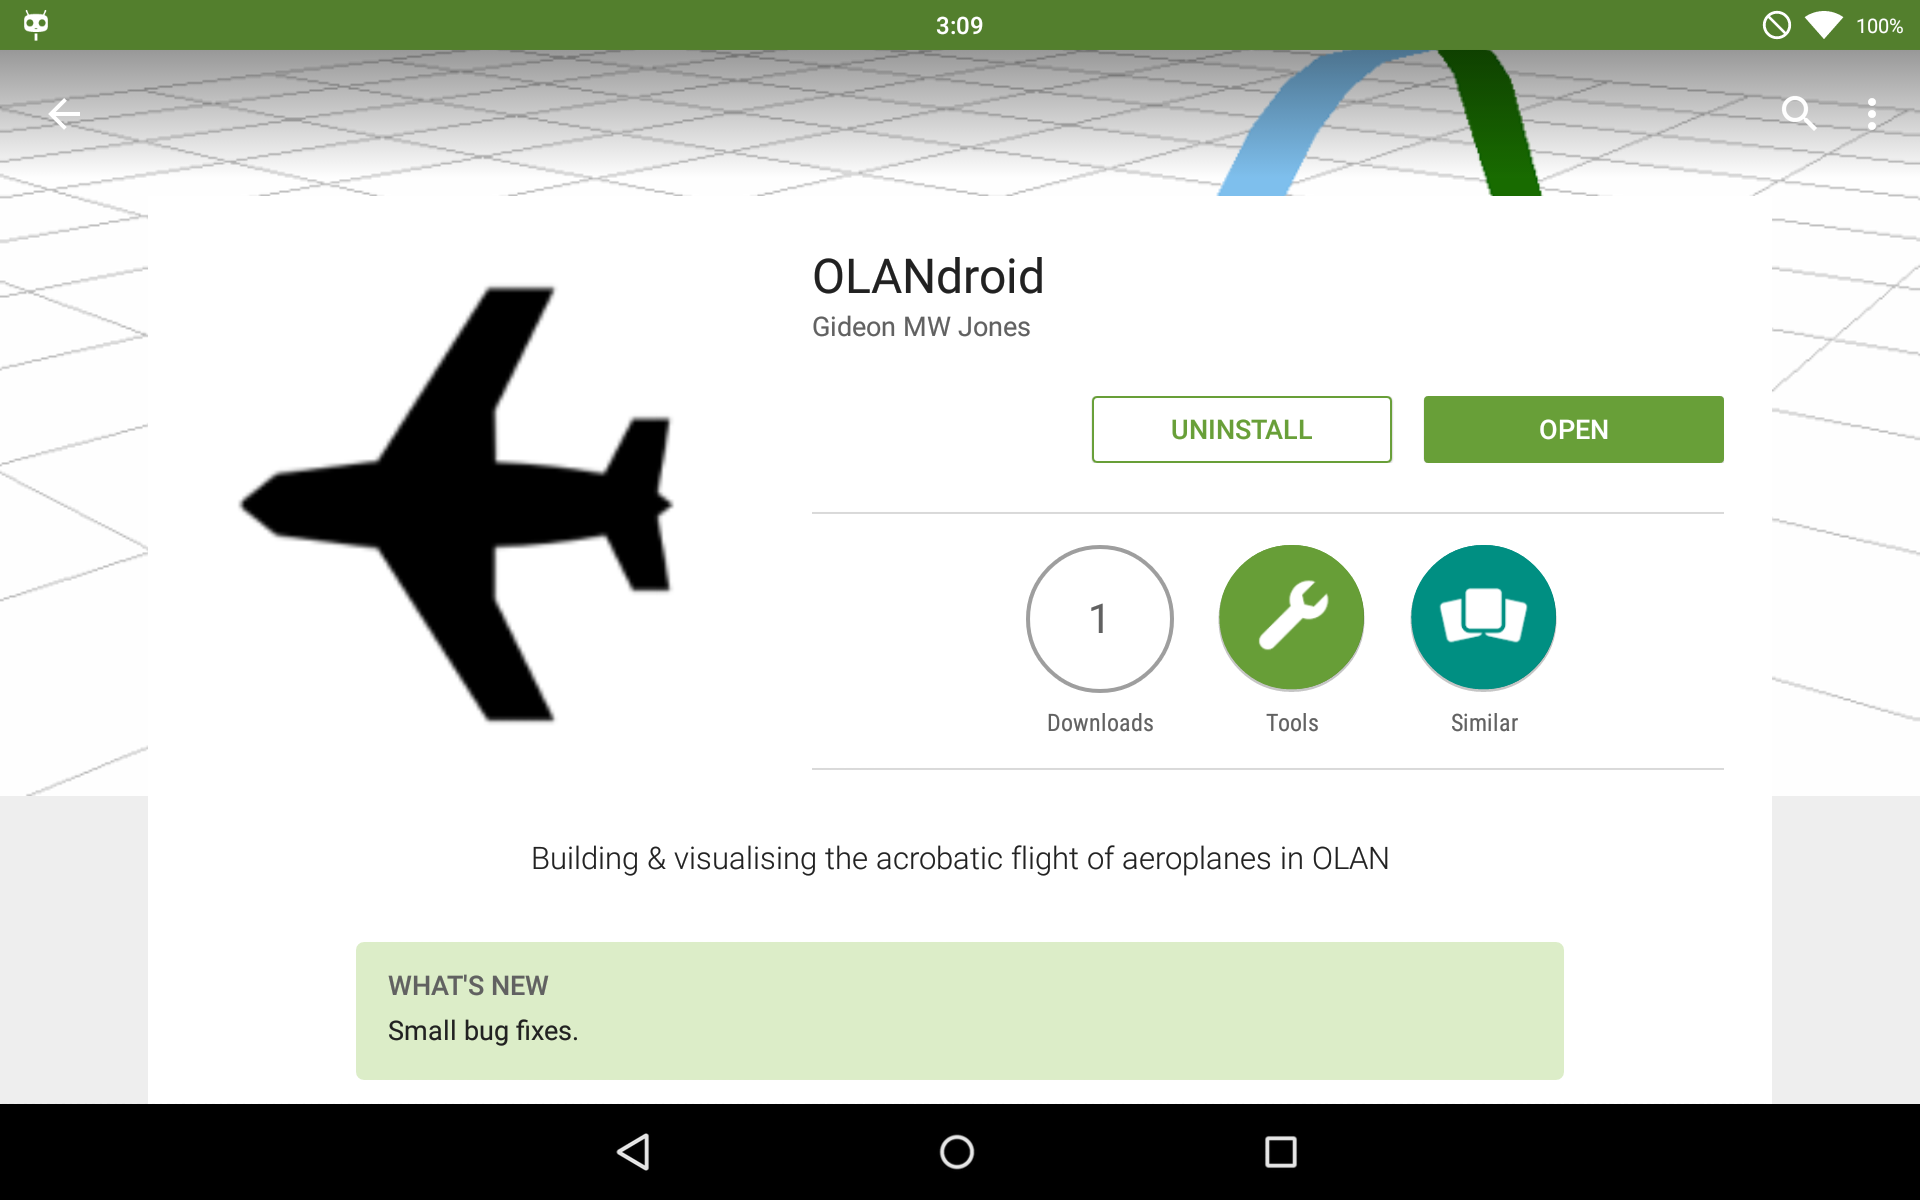 3:09
100%
OLANdroid
Gideon MW Jones
UNINSTALL
OPEN
1
Downloads
Tools
Similar
Building & visualising the acrobatic flight of aeroplanes in OLAN
WHAT'S NEW
Small bug fixes.